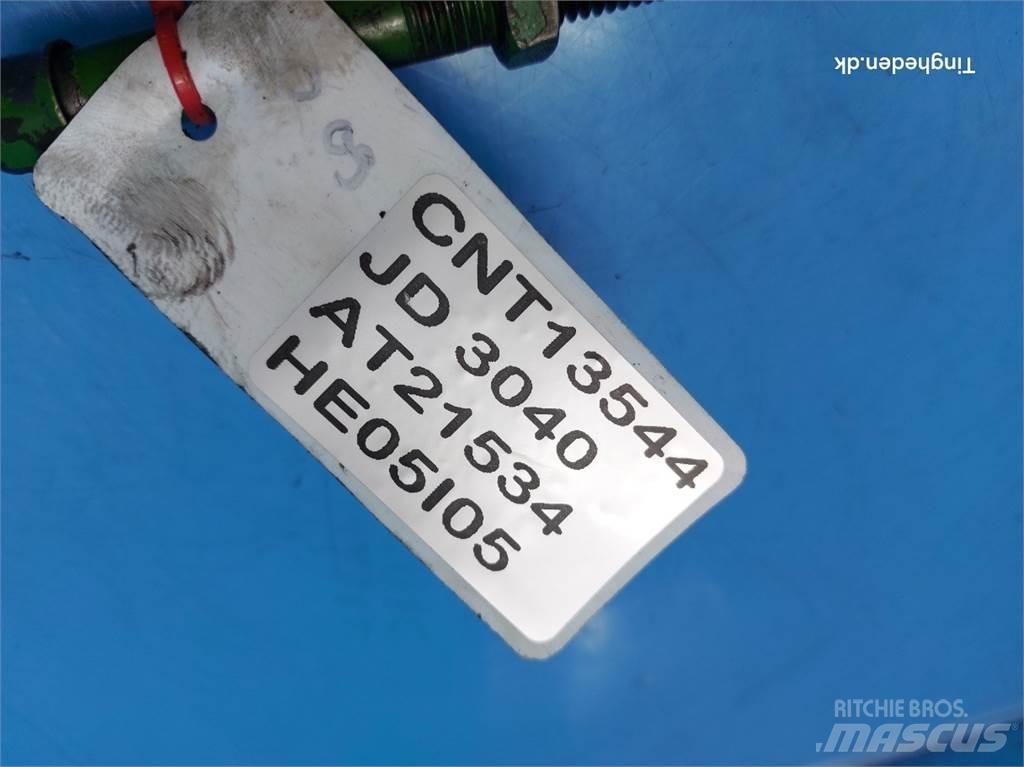 Tingheden.dk
CNT13544
JD 3040
AT21534
HE05I05
RITCHIE BROS.
MASCUS